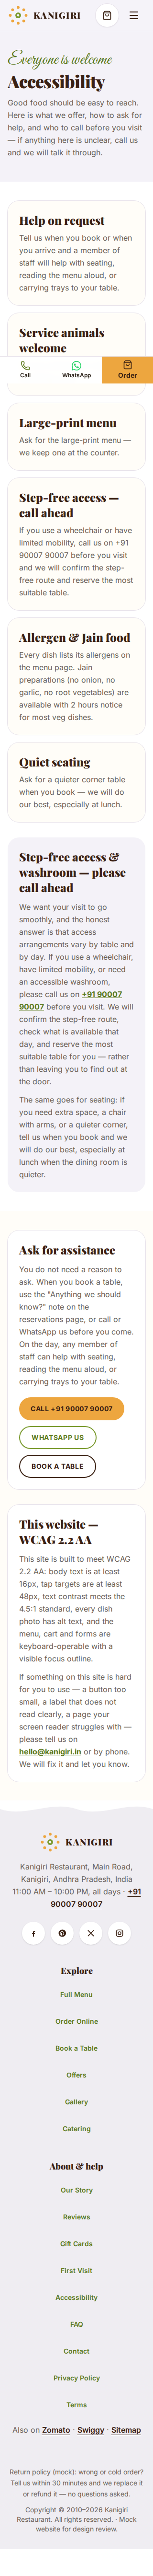 KANIGIRI
Everyone is welcome
Accessibility
Good food should be easy to reach.
Here is what we offer, how to ask for
help, and who to call before you visit
— if anything here is unclear, call us
and we will talk it through.
Help on request
Tell us when you book or when
you arrive and a member of
staff will help with seating,
reading the menu aloud, or
carrying plates to your table.
Service animals
welcome
Call
WhatsApp
Order
Large-print menu
Ask for the large-print menu —
we keep one at the counter.
Step-free access —
call ahead
If you use a wheelchair or have
limited mobility, call us on +91
90007 90007 before you visit
and we will confirm the step-
free route and reserve the most
suitable table.
Allergen & Jain food
Every dish lists its allergens on
the menu page. Jain
preparations (no onion, no
garlic, no root vegetables) are
available with 2 hours notice
for most veg dishes.
Quiet seating
Ask for a quieter corner table
when you book — we will do
our best, especially at lunch.
Step-free access &
washroom — please
call ahead
We want your visit to go
smoothly, and the honest
answer is that access
arrangements vary by table and
by day. If you use a wheelchair,
have limited mobility, or need
an accessible washroom,
please call us on +91 90007
90007 before you visit. We will
confirm the step-free route,
check what is available that
day, and reserve the most
suitable table for you — rather
than leaving you to find out at
the door.
The same goes for seating: if
you need extra space, a chair
with arms, or a quieter corner,
tell us when you book and we
will do our best, especially at
lunch when the dining room is
quieter.
Ask for assistance
You do not need a reason to
ask. When you book a table,
use the "Anything we should
know?" note on the
reservations page, or call or
WhatsApp us before you come.
On the day, any member of
staff can help with seating,
reading the menu aloud, or
carrying plates to your table.
CALL +91 90007 90007
WHATSAPP US
BOOK A TABLE
This website —
WCAG 2.2 AA
This site is built to meet WCAG
2.2 AA: body text is at least
16px, tap targets are at least
48px, text contrast meets the
4.5:1 standard, every dish
photo has alt text, and the
menu, cart and forms are
keyboard-operable with a
visible focus outline.
If something on this site is hard
for you to use — a button too
small, a label that does not
read clearly, a page your
screen reader struggles with —
please tell us on
hello@kanigiri.in or by phone.
We will fix it and let you know.
KANIGIRI
Kanigiri Restaurant, Main Road,
Kanigiri, Andhra Pradesh, India
11:00 AM – 10:00 PM, all days · +91
90007 90007
Explore
Full Menu
Order Online
Book a Table
Offers
Gallery
Catering
About & help
Our Story
Reviews
Gift Cards
First Visit
Accessibility
FAQ
Contact
Privacy Policy
Terms
Also on Zomato · Swiggy · Sitemap
Return policy (mock): wrong or cold order?
Tell us within 30 minutes and we replace it
or refund it — no questions asked.
Copyright © 2010–2026 Kanigiri
Restaurant. All rights reserved. · Mock
website for design review.